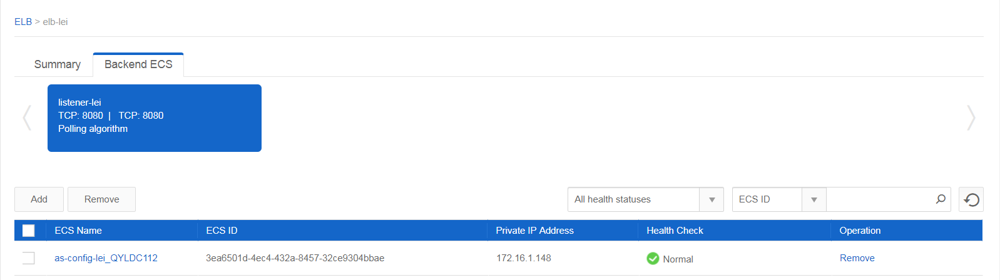 ELB > elb-lei
Summary Backend ECS
listener-lei
TCP: 8080 | TCP: 8080
Polling algorithm
Add Remove All health statuses ECS ID
ECS Name ECS ID Private IP Address Health Check Operation
as-config-lei_QYLDC112 3ea6501d-4ec4-432a-8457-32ce9304bbae 172.16.1.148 Normal Remove